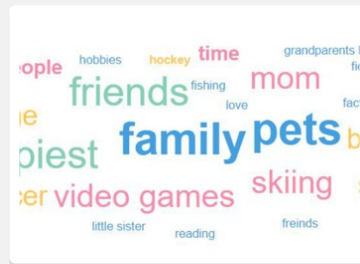 hobbies hockey time grandparents
eople
friends fishing mom
love
family pets
piest
cer video games skiing
little sister freinds
reading